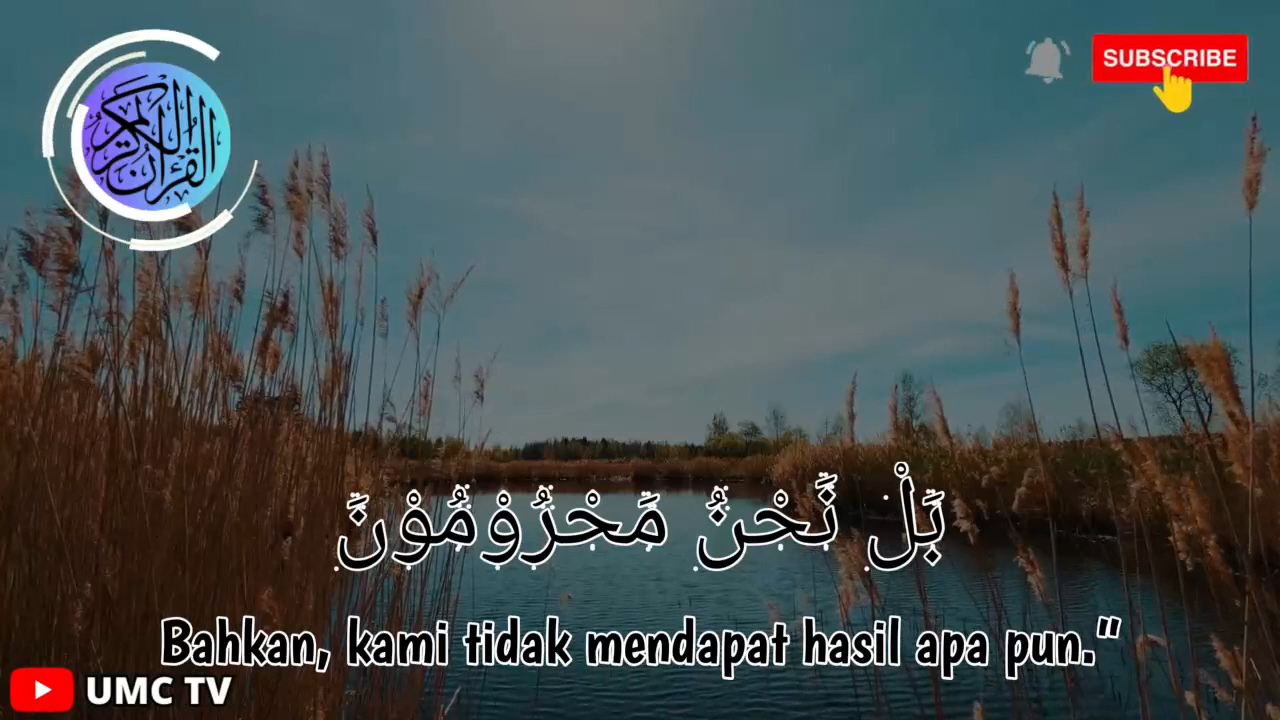 القرآن الكريم
SUBSCRIBE
بَلْ نَحْنُ مَحْرُوْمُوْنَ
Bahkan, kami tidak mendapat hasil apa pun.”
UMC TV